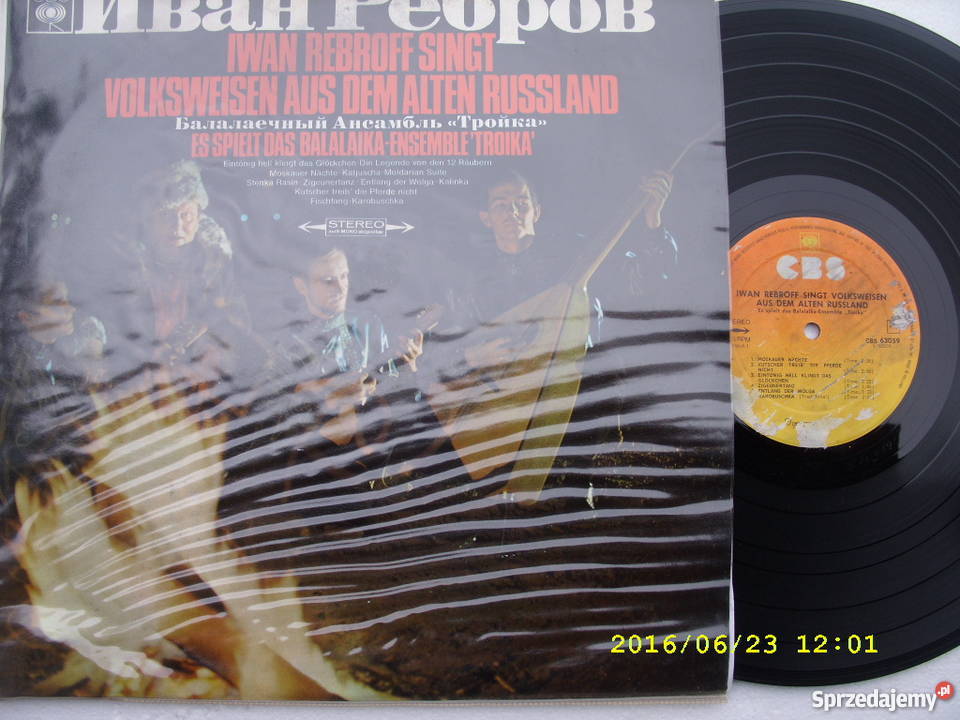 Иван Ребров
IWAN REBROFF SINGT
VOLKSWEISEN AUS DEM ALTEN RUSSLAND
Балалаечный Ансамбль «Тройка»
ES SPIELT DAS BALALAIKA-ENSEMBLE 'TROIKA'
Eintönig hell klingt das Glöckchen · Die Legende von den 12 Räubern
Moskauer Nächte · Katjuscha · Moldarian Suite
Stenka Rasin · Zigeunertanz · Entlang der Wolga · Kalinka
Kutscher treib' die Pferde nicht
Fischfang · Karobuschka
STEREO
auch MONO abspielbar
CBS
IWAN REBROFF SINGT VOLKSWEISEN
AUS DEM ALTEN RUSSLAND
Es spielt das Balalaika-Ensemble „Troika"
CBS 63059
1. MOSKAUER NÄCHTE
2. KUTSCHER TREIB' DIE PFERDE
NICHT
3. EINTÖNIG HELL KLINGT DAS
GLÖCKCHEN
4. ZIGEUNERTANZ
ENTLANG DER WOLGA
KAROBUSCHKA
2016/06/23 12:01
Sprzedajemy.pl